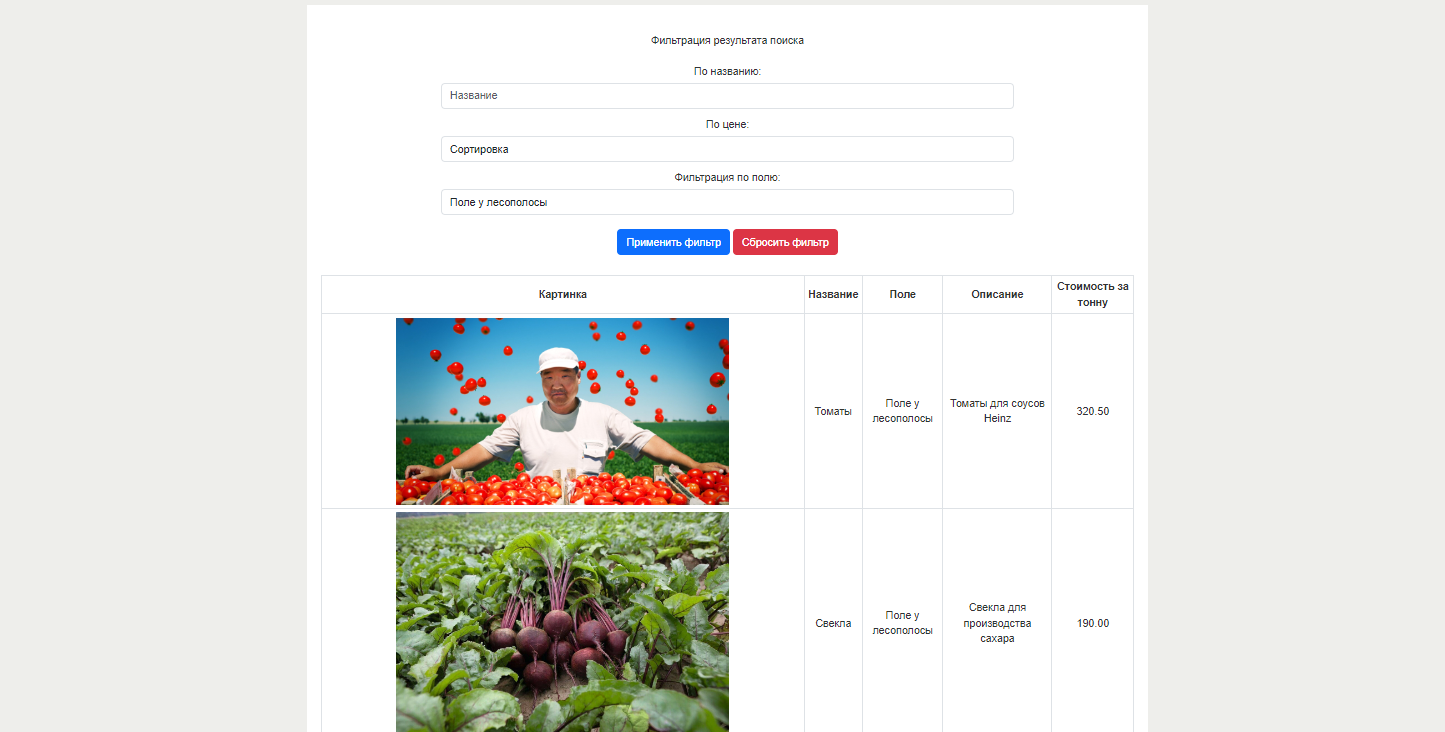 Фильтрация результата поиска
По названию:
Название
По цене:
Сортировка
Фильтрация по полю:
Поле у лесополосы
Применить фильтр Сбросить фильтр
Картинка Название Поле Описание Стоимость за
тонну
Томаты
Поле у
лесополосы
Томаты для соусов
Heinz
320.50
Свекла
Поле у
лесополосы
Свекла для
производства
сахара
190.00